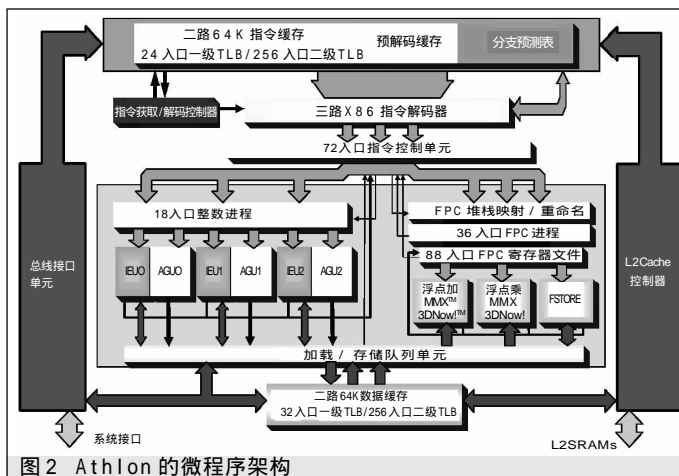 二路64K 指令缓存
24入口一级TLB/256入口二级TLB
预解码缓存
分支预测表
指令获取/解码控制器
三路X86 指令解码器
72入口指令控制单元
18入口整数进程
FPC 堆栈映射/重命名
36入口FPC进程
88入口FPC寄存器文件
总线接口
单元
IEU0
AGU0
IEU1
AGU1
IEU2
AGU2
浮点加
MMX™
3DNow!™
浮点乘
MMX
3DNow!
FSTORE
L2Cache
控制器
加载/存储队列单元
二路64K数据缓存
32入口一级TLB/256入口二级TLB
系统接口
L2SRAMs
图2 Athlon的微程序架构